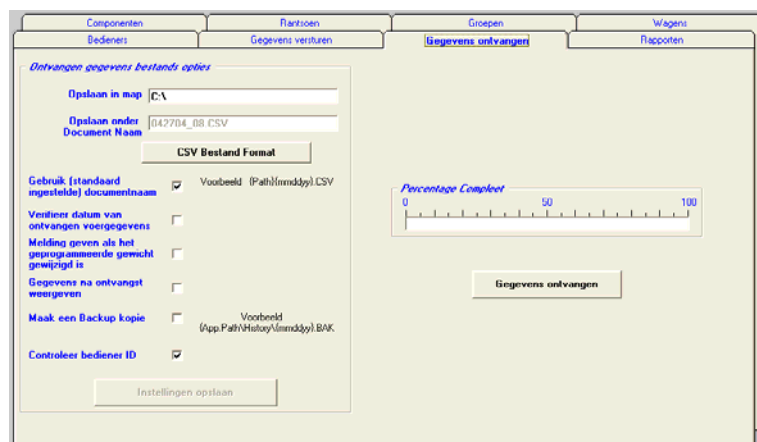 Componenten Rantsoen Groepen Wagens
Bedieners Gegevens versturen Gegevens ontvangen Rapporten
Ontvangen gegevens bestands opties
Opslaan in map C:\
Opslaan onder 042704_08.CSV
Document Naam
CSV Bestand Format
Gebruik (standaard Voorbeeld {Path}{mmddyy}.CSV
ingestelde) documentnaam
Verifieer datum van
ontvangen voergegevens
Melding geven als het
geprogrammeerde gewicht
gewijzigd is
Gegevens na ontvangst
weergeven
Maak een Backup kopie Voorbeeld
{App.Path\History\{mmddyy}.BAK
Controleer bediener ID
Instellingen opslaan
Percentage Compleet
0 50 100
Gegevens ontvangen